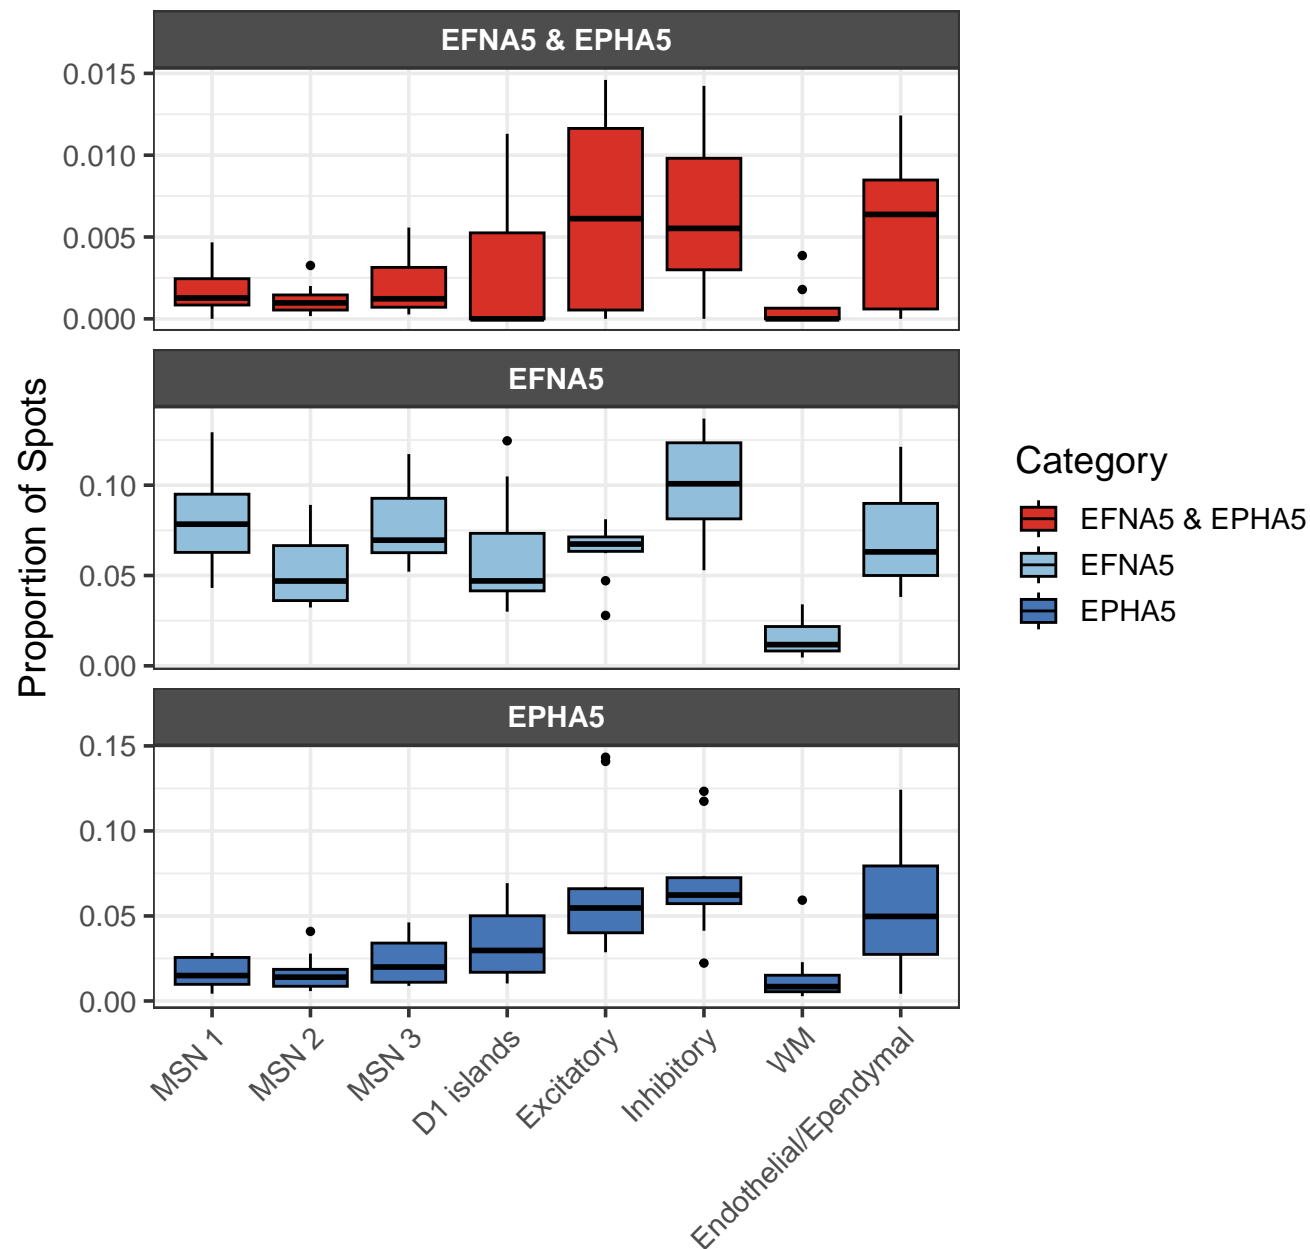 EFNA5 & EPHA5
0.015
0.010
0.005
0.000
EFNA5
0.10
0.05
0.00
EPHA5
0.15
0.10
0.05
0.00
Proportion of Spots
MSN 1
MSN 2
MSN 3
D1 islands
Excitatory
Inhibitory
WM
Endothelial/Ependymal
Category
EFNA5 & EPHA5
EFNA5
EPHA5